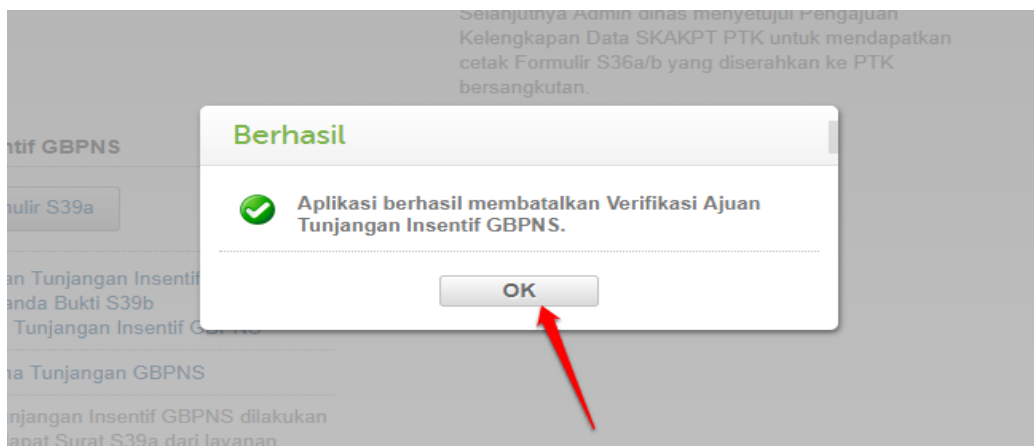 Selanjutnya Admin dinas menyetujui Pengajuan
Kelengkapan Data SKAKPT PTK untuk mendapatkan
cetak Formulir S36a/b yang diserahkan ke PTK
bersangkutan.
Berhasil
ntif GBPNS
Aplikasi berhasil membatalkan Verifikasi Ajuan
Tunjangan Insentif GBPNS.
mulir S39a
an Tunjangan Insentif
anda Bukti S39b
Tunjangan Insentif GBPNS
OK
na Tunjangan GBPNS
njangan Insentif GBPNS dilakukan
apat Surat S39a dari layanan